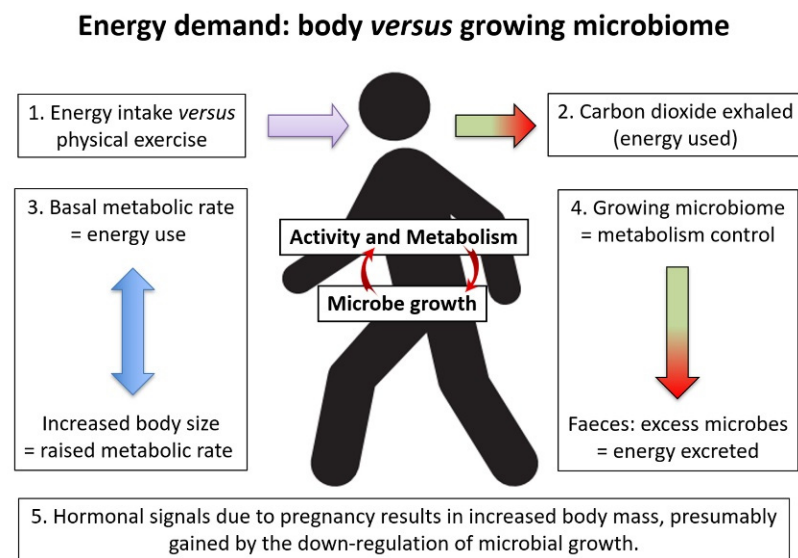 Energy demand: body versus growing microbiome
1. Energy intake versus
physical exercise
2. Carbon dioxide exhaled
(energy used)
3. Basal metabolic rate
= energy use
Increased body size
= raised metabolic rate
Activity and Metabolism
Microbe growth
4. Growing microbiome
= metabolism control
Faeces: excess microbes
= energy excreted
5. Hormonal signals due to pregnancy results in increased body mass, presumably
gained by the down-regulation of microbial growth.